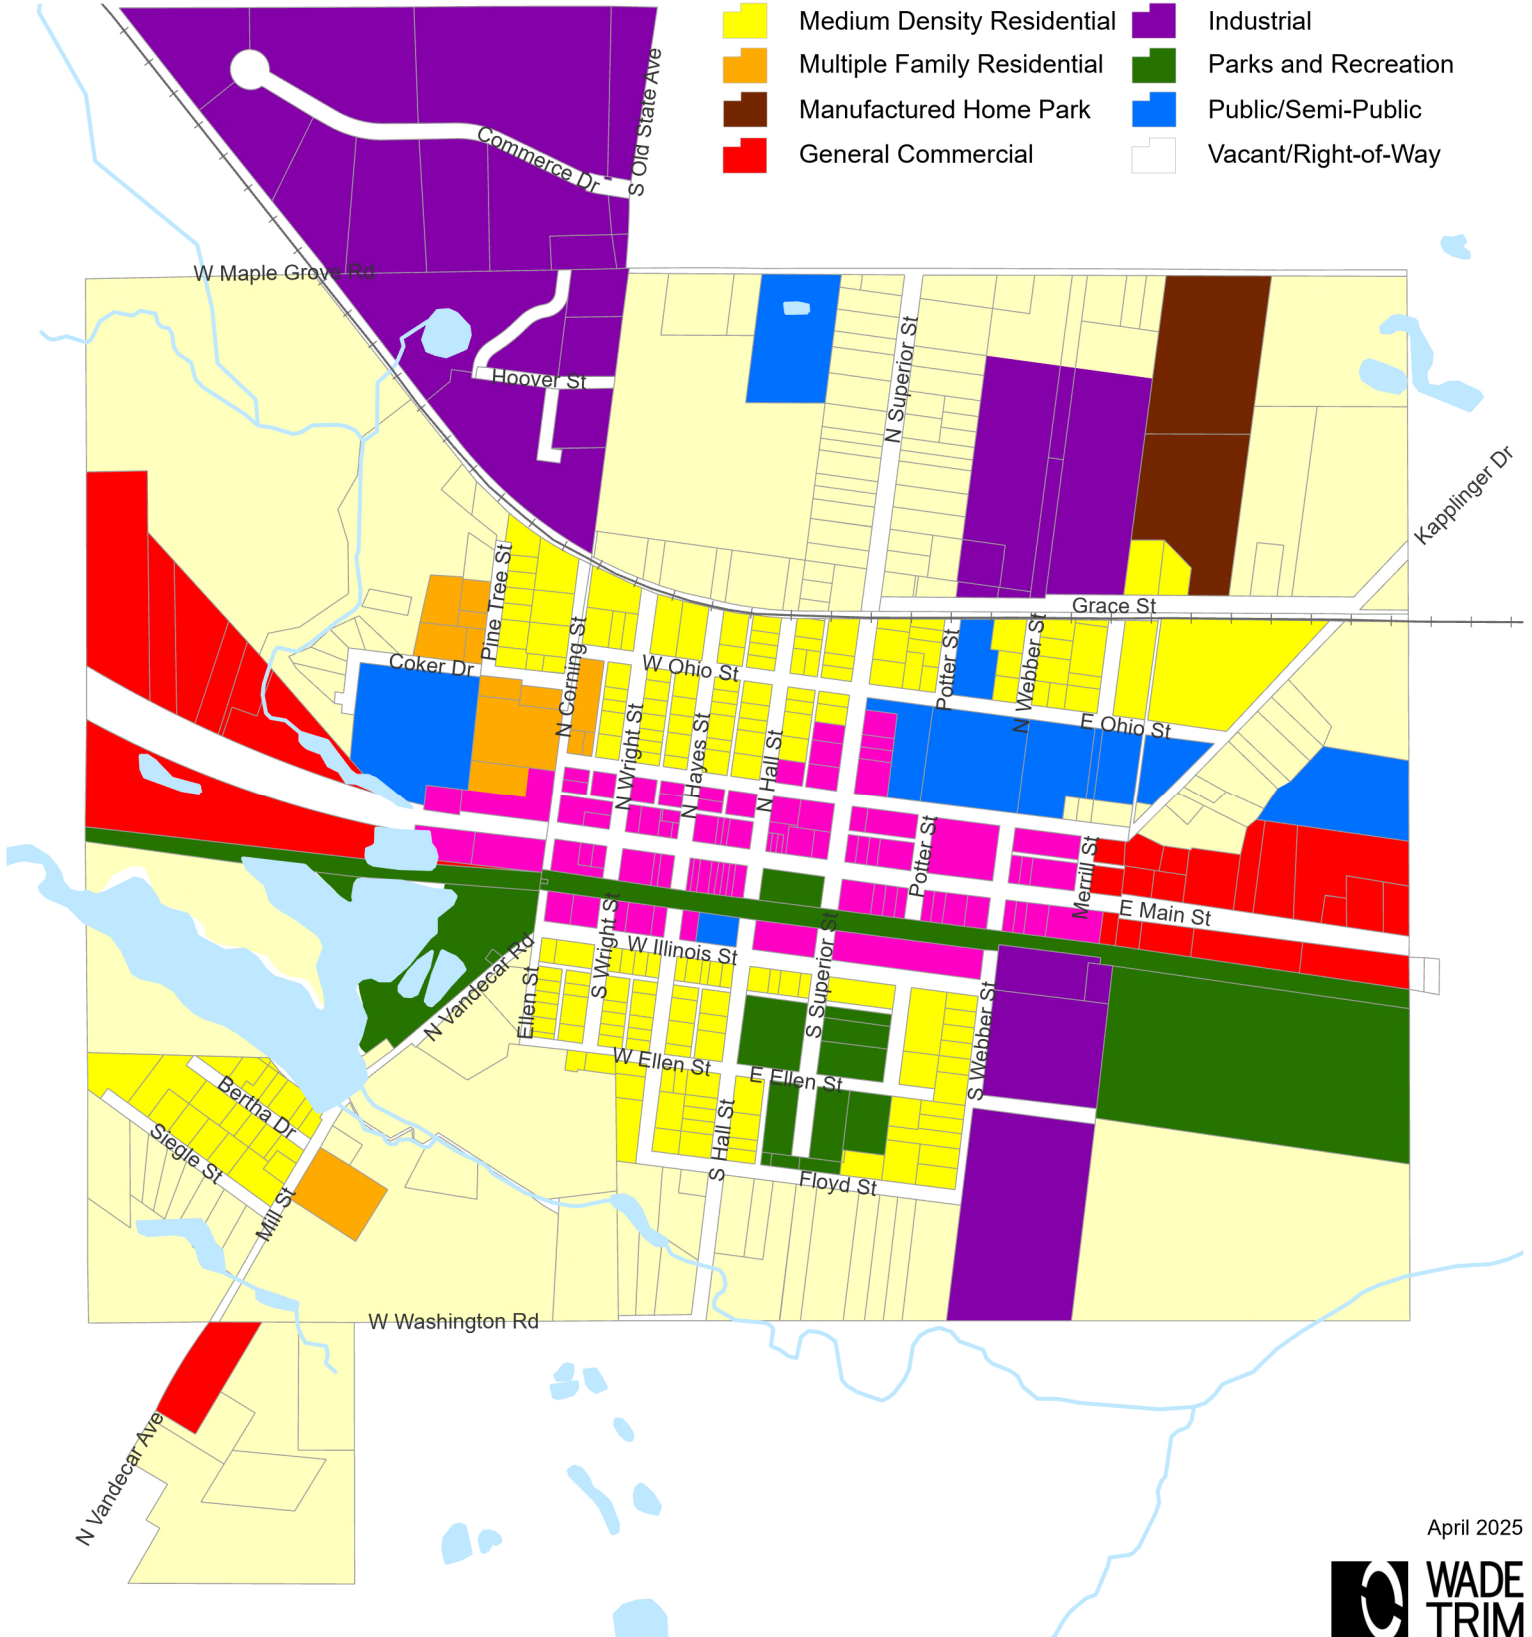 Medium Density Residential
Industrial
Multiple Family Residential
Parks and Recreation
Manufactured Home Park
Public/Semi-Public
General Commercial
Vacant/Right-of-Way
S Old State Ave
Commerce Dr
W Maple Grove Rd
Hoover St
N Superior St
Kapplinger Dr
Grace St
Pine Tree St
N Corning St
Coker Dr
W Ohio St
Potter St
N Webber St
E Ohio St
N Wright St
N Hayes St
N Hall St
Potter St
Merrill St
E Main St
S Wright St
W Illinois St
S Superior St
N Vandecar Rd
Ellen St
S Webber St
W Ellen St
E Ellen St
Bertha Dr
Siegle St
S Hall St
Floyd St
Mill St
W Washington Rd
N Vandecar Ave
April 2025
WADE
TRIM